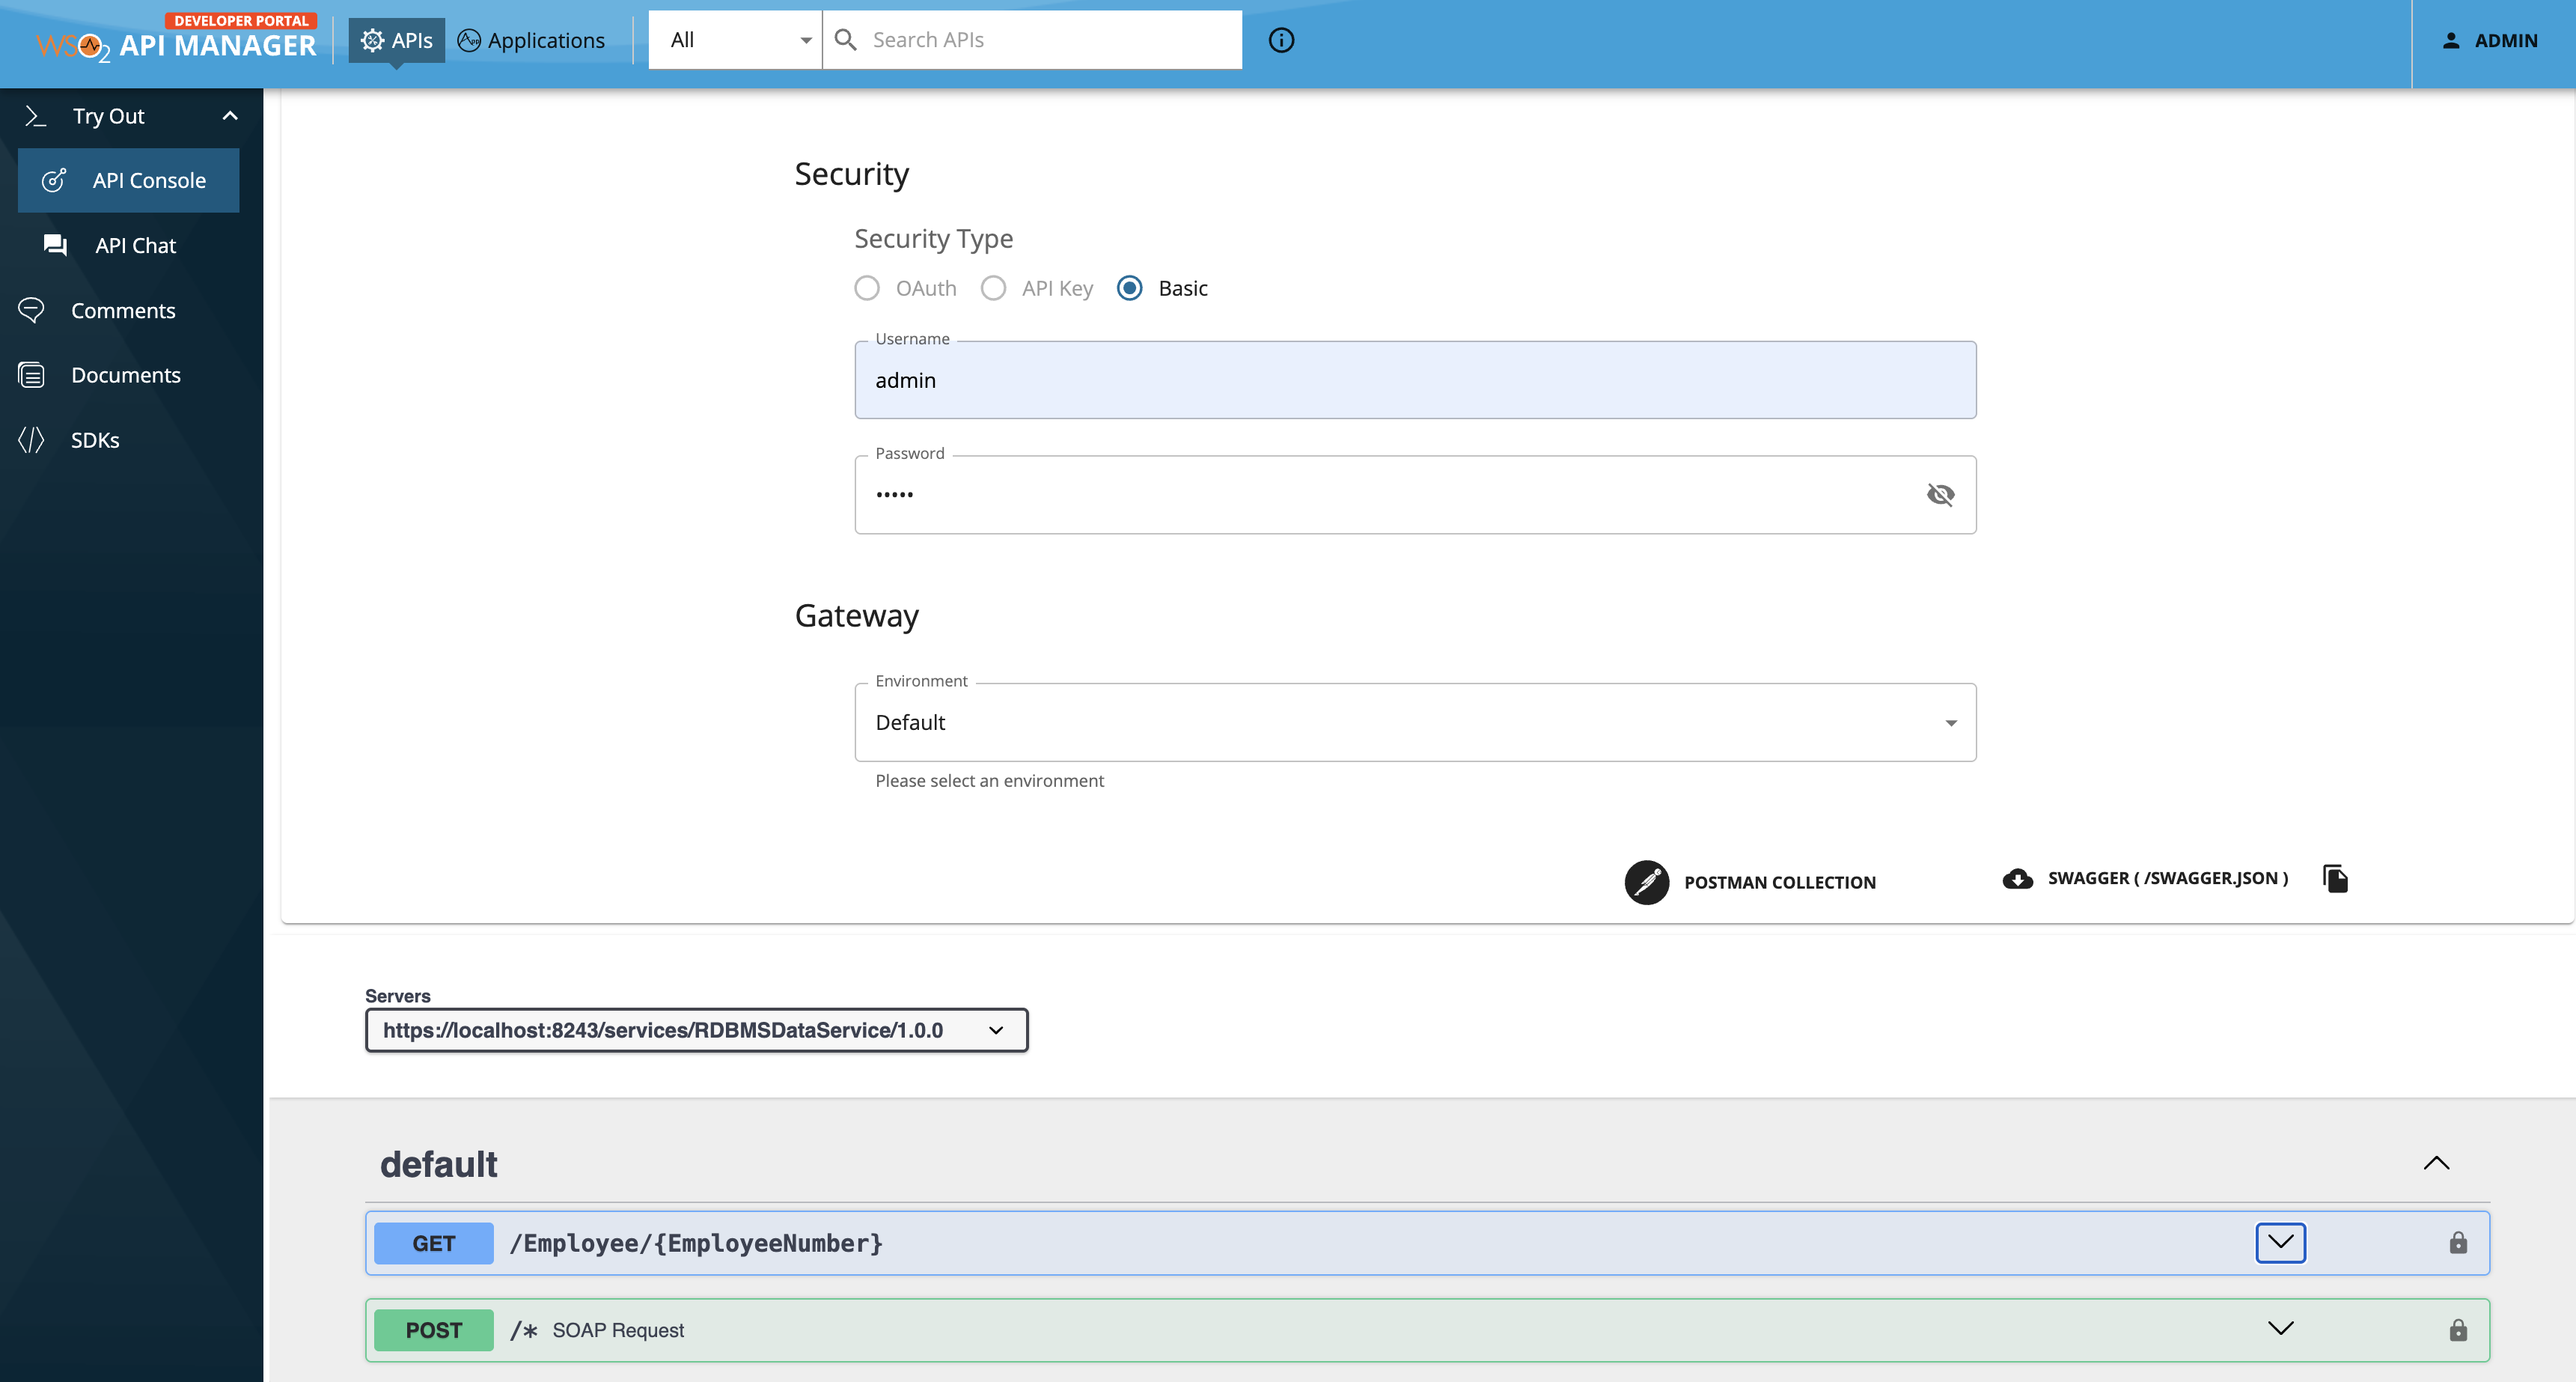 DEVELOPER PORTAL
WSO2 API MANAGER
APIs
Applications
All
Search APIs
ADMIN
Try Out
API Console
API Chat
Comments
Documents
SDKs
Security
Security Type
OAuth
API Key
Basic
Username
admin
Password
•••••
Gateway
Environment
Default
Please select an environment
POSTMAN COLLECTION
SWAGGER ( /SWAGGER.JSON )
Servers
https://localhost:8243/services/RDBMSDataService/1.0.0
default
GET /Employee/{EmployeeNumber}
POST /* SOAP Request